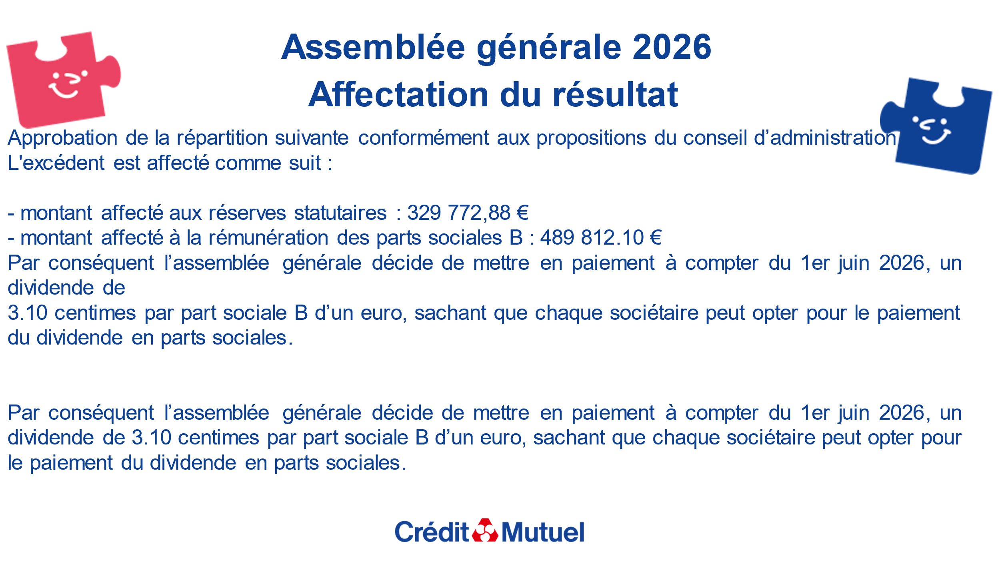 Assemblée générale 2026
Affectation du résultat
Approbation de la répartition suivante conformément aux propositions du conseil d’administration
L'excédent est affecté comme suit :
- montant affecté aux réserves statutaires : 329 772,88 €
- montant affecté à la rémunération des parts sociales B : 489 812.10 €
Par conséquent l’assemblée générale décide de mettre en paiement à compter du 1er juin 2026, un
dividende de
3.10 centimes par part sociale B d’un euro, sachant que chaque sociétaire peut opter pour le paiement
du dividende en parts sociales.
Par conséquent l’assemblée générale décide de mettre en paiement à compter du 1er juin 2026, un
dividende de 3.10 centimes par part sociale B d’un euro, sachant que chaque sociétaire peut opter pour
le paiement du dividende en parts sociales.
Crédit Mutuel